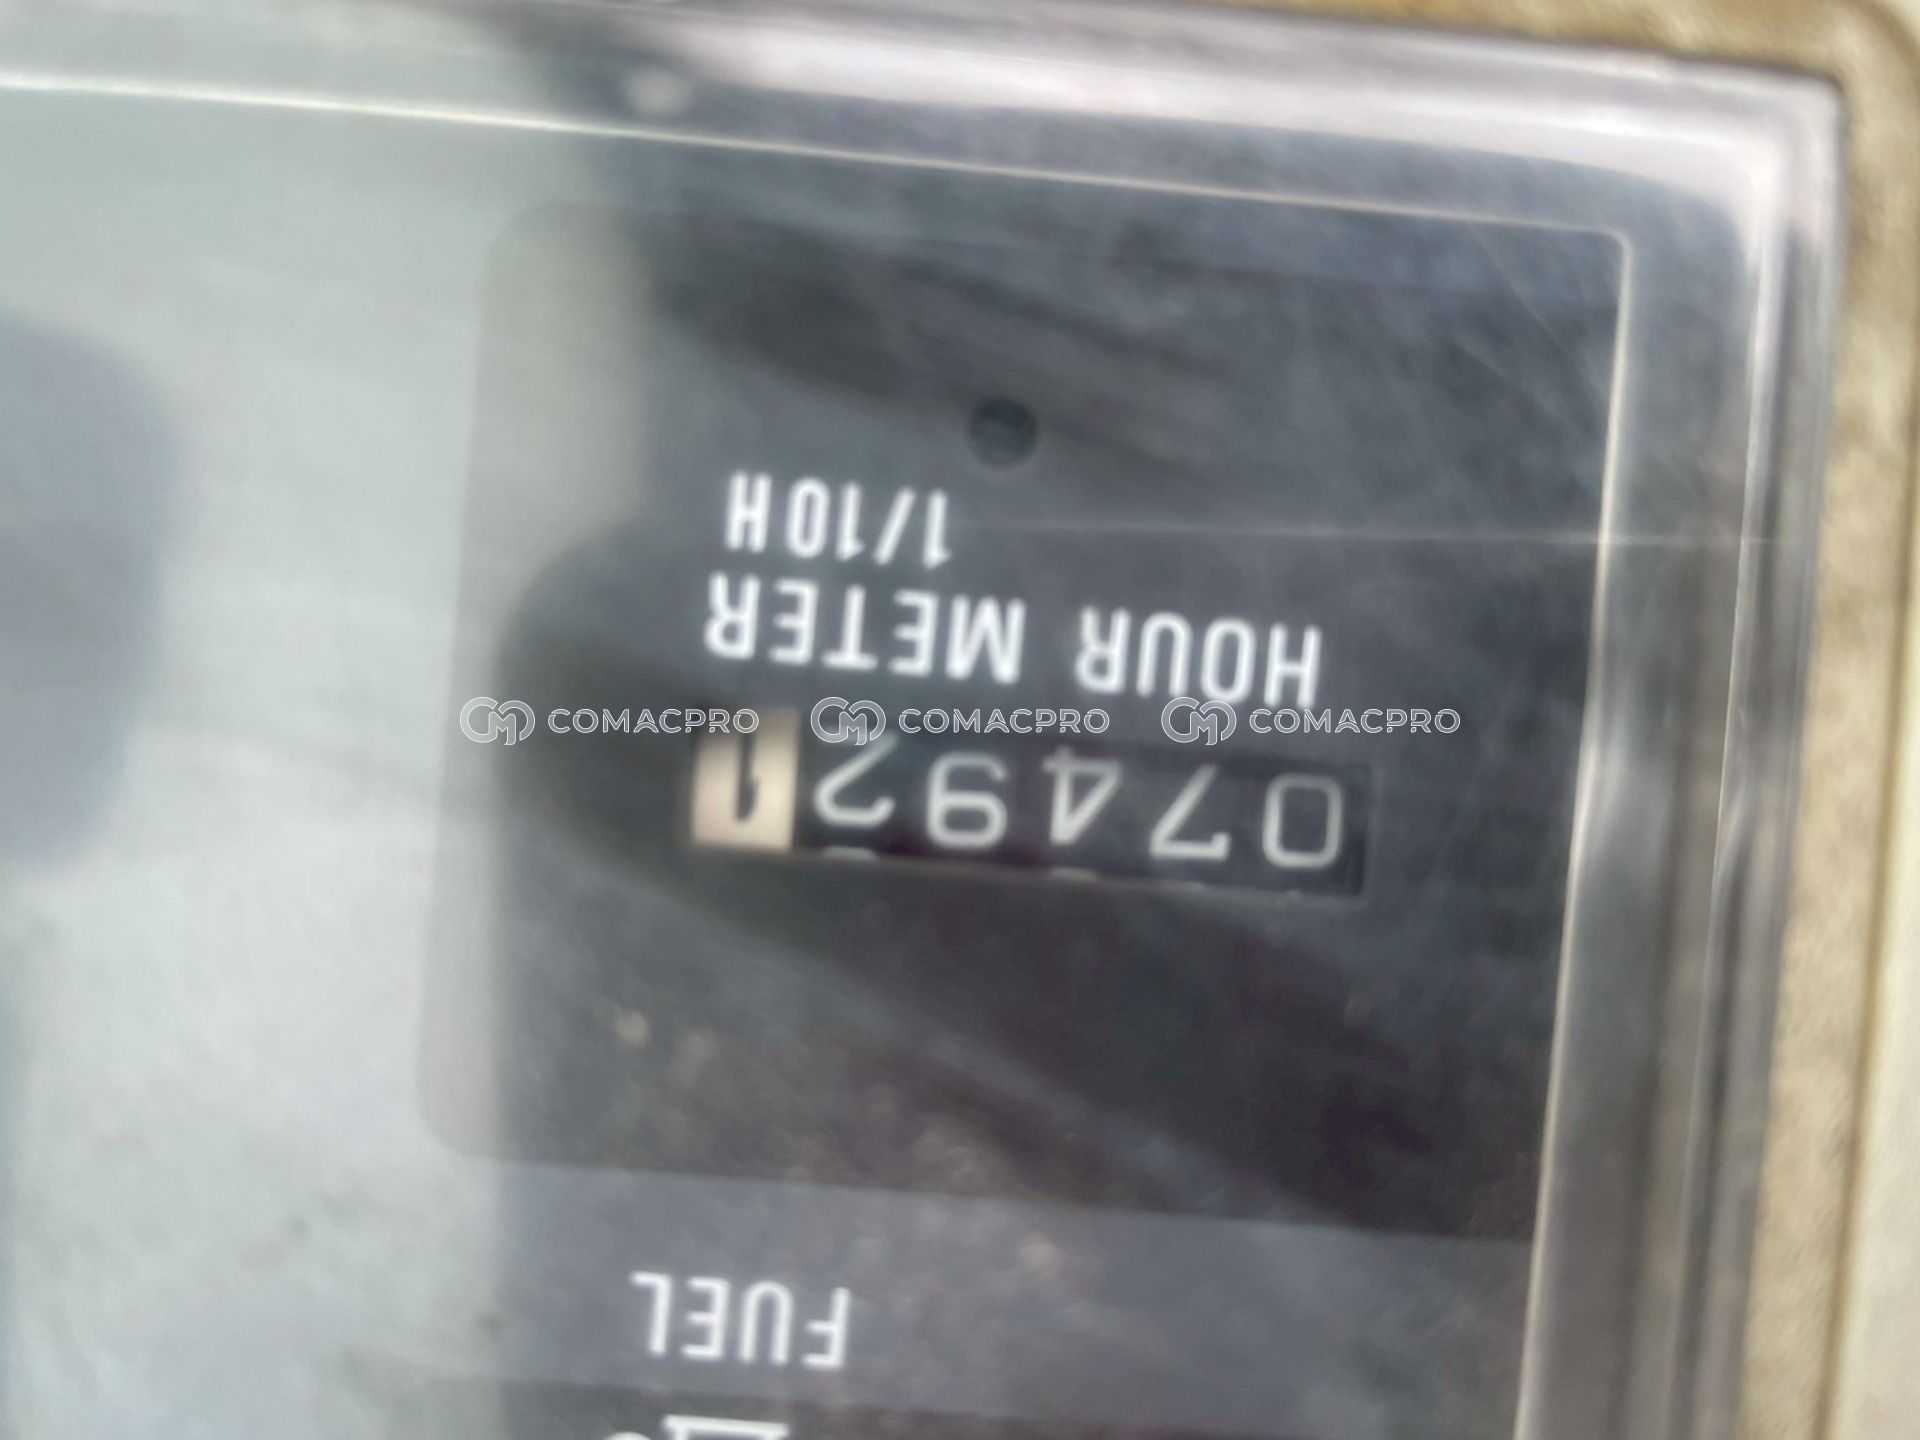 FUEL
074921
HOUR METER
1/10H
COMACPRO COMACPRO COMACPRO